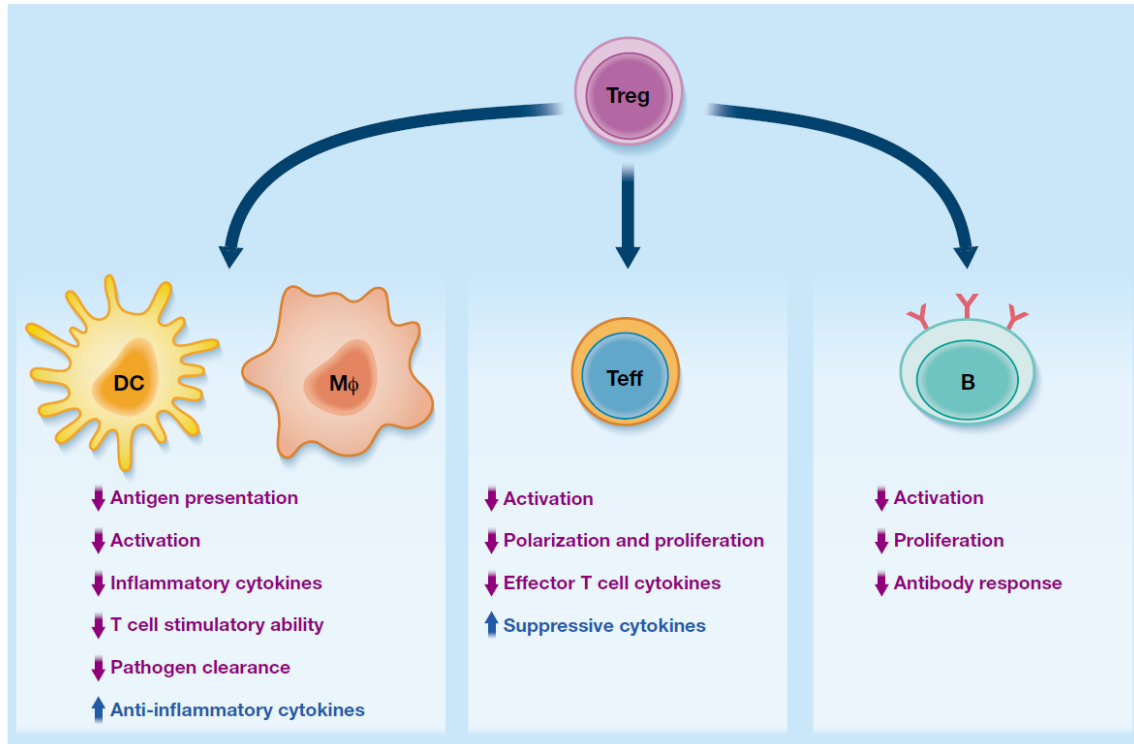 Treg
DC
Mϕ
Teff
B
Antigen presentation
Activation
Inflammatory cytokines
T cell stimulatory ability
Pathogen clearance
Anti-inflammatory cytokines
Activation
Polarization and proliferation
Effector T cell cytokines
Suppressive cytokines
Activation
Proliferation
Antibody response